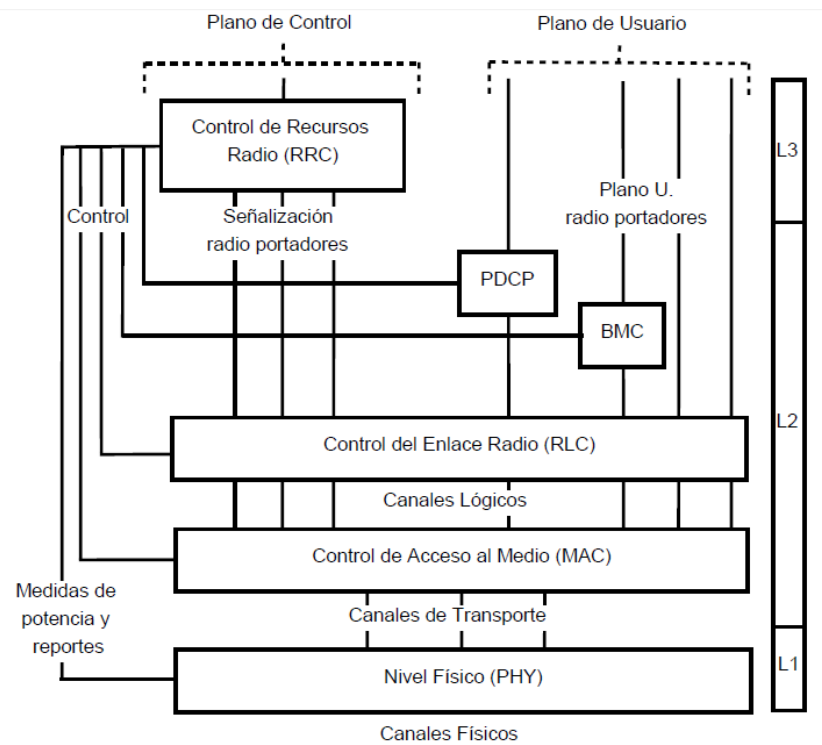 Plano de Control
Plano de Usuario
Control de Recursos
Radio (RRC)
L3
Control
Señalización
radio portadores
Plano U.
radio portadores
PDCP
BMC
L2
Control del Enlace Radio (RLC)
Canales Lógicos
Control de Acceso al Medio (MAC)
Medidas de
potencia y
reportes
Canales de Transporte
Nivel Físico (PHY)
L1
Canales Físicos